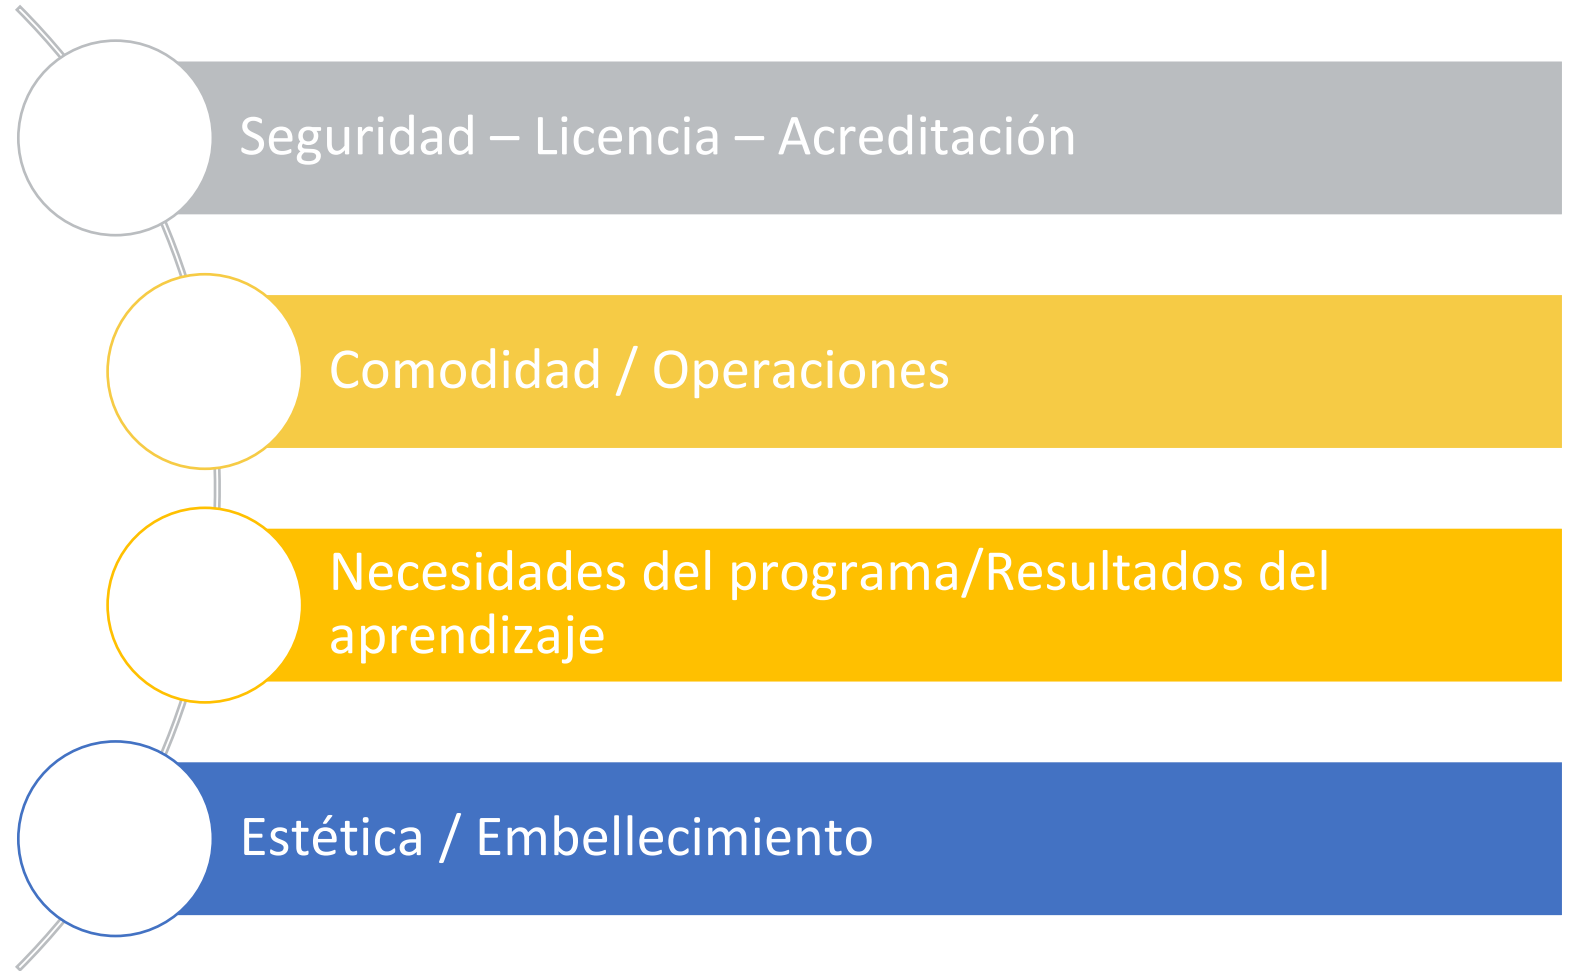 Seguridad – Licencia – Acreditación
Comodidad / Operaciones
Necesidades del programa/Resultados del
aprendizaje
Estética / Embellecimiento